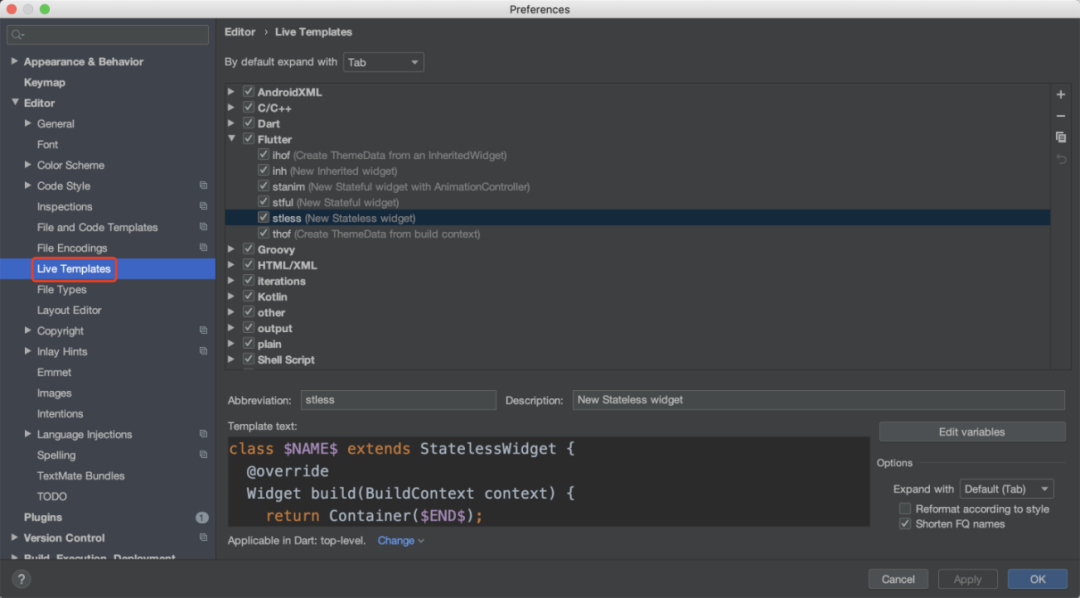 Preferences
Appearance & Behavior
Keymap
Editor
General
Font
Color Scheme
Code Style
Inspections
File and Code Templates
File Encodings
Live Templates
File Types
Layout Editor
Copyright
Inlay Hints
Emmet
Images
Intentions
Language Injections
Spelling
TextMate Bundles
TODO
Plugins 1
Version Control
Build, Execution, Deployment
?
Editor › Live Templates
By default expand with Tab
AndroidXML
C/C++
Dart
Flutter
ihof (Create ThemeData from an InheritedWidget)
inh (New Inherited widget)
stanim (New Stateful widget with AnimationController)
stful (New Stateful widget)
stless (New Stateless widget)
thof (Create ThemeData from build context)
Groovy
HTML/XML
iterations
Kotlin
other
output
plain
Shell Script
Abbreviation: stless Description: New Stateless widget
Template text:
class $NAME$ extends StatelessWidget {
@override
Widget build(BuildContext context) {
return Container($END$);
Applicable in Dart: top-level. Change
Edit variables
Options
Expand with Default (Tab)
Reformat according to style
Shorten FQ names
Cancel Apply OK